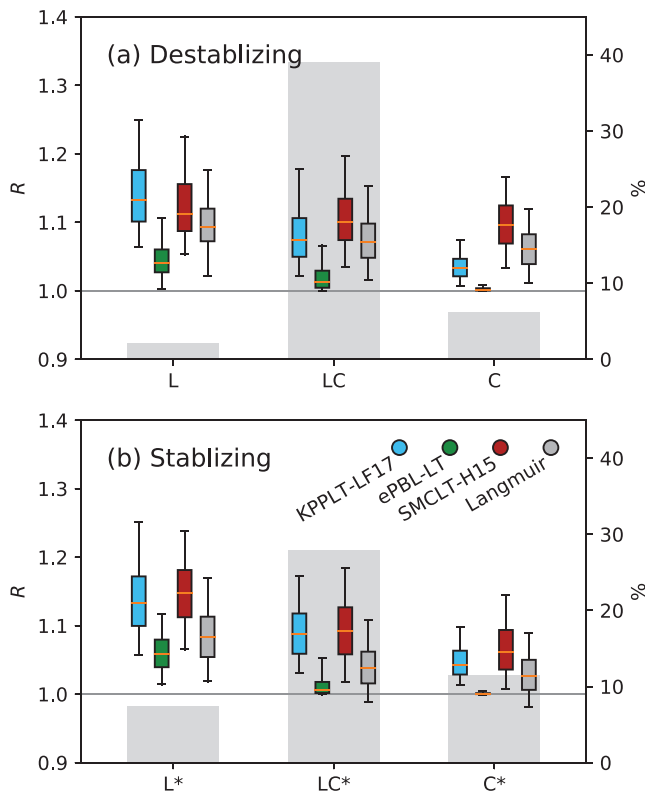 (a) Destablizing
1.4
1.3
1.2
1.1
1.0
0.9
R
40
30
20
10
0
%
L LC C
(b) Stablizing
KPPLT-LF17
ePBL-LT
SMCLT-H15
Langmuir
1.4
1.3
1.2
1.1
1.0
0.9
R
40
30
20
10
0
%
L* LC* C*